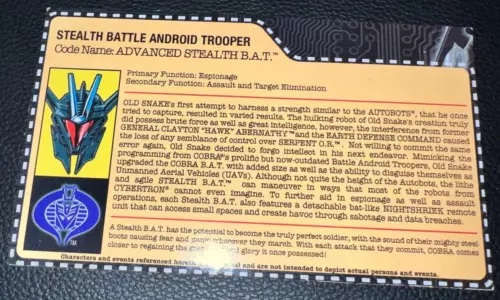 STEALTH BATTLE ANDROID TROOPER
Code Name: ADVANCED STEALTH B.A.T.™
Primary Function: Espionage
Secondary Function: Assault and Target Elimination
OLD SNAKE's first attempt to harness a strength similar to the AUTOBOTS®, that he once
tried to capture, resulted in varied results. The hulking robot of Old Snake's creation truly
did possess brute force as well as great intelligence, however, the interference from former
GENERAL CLAYTON "HAWK" ABERNATHY™ and the EARTH DEFENSE COMMAND caused
the loss of any semblance of control over SERPENT O.R.™. Not willing to commit the same
error again, Old Snake decided to forgo intellect in his next endeavor. Mimicking the
programming from COBRA's prolific but now-outdated Battle Android Troopers, Old Snake
upgraded the COBRA B.A.T. with added size as well as the ability to disguise themselves as
Unmanned Aerial Vehicles (UAVs). Although not quite the height of the Autobots, the lithe
and agile STEALTH B.A.T.™ can maneuver in ways that most of the robots from
CYBERTRON® cannot even imagine. To further aid in espionage as well as assault
operations, each Stealth B.A.T. also features a detachable bat-like NIGHTSHRIEK remote
unit that can access small spaces and create havoc through sabotage and data breaches.
A Stealth B.A.T. has the potential to become the truly perfect soldier, with the sound of their mighty steel
boots causing fear and panic wherever they march. With each attack that they commit, COBRA comes
closer to regaining the glory it once possessed!
Characters and events referenced herein are and are not intended to depict actual persons and events.
TM